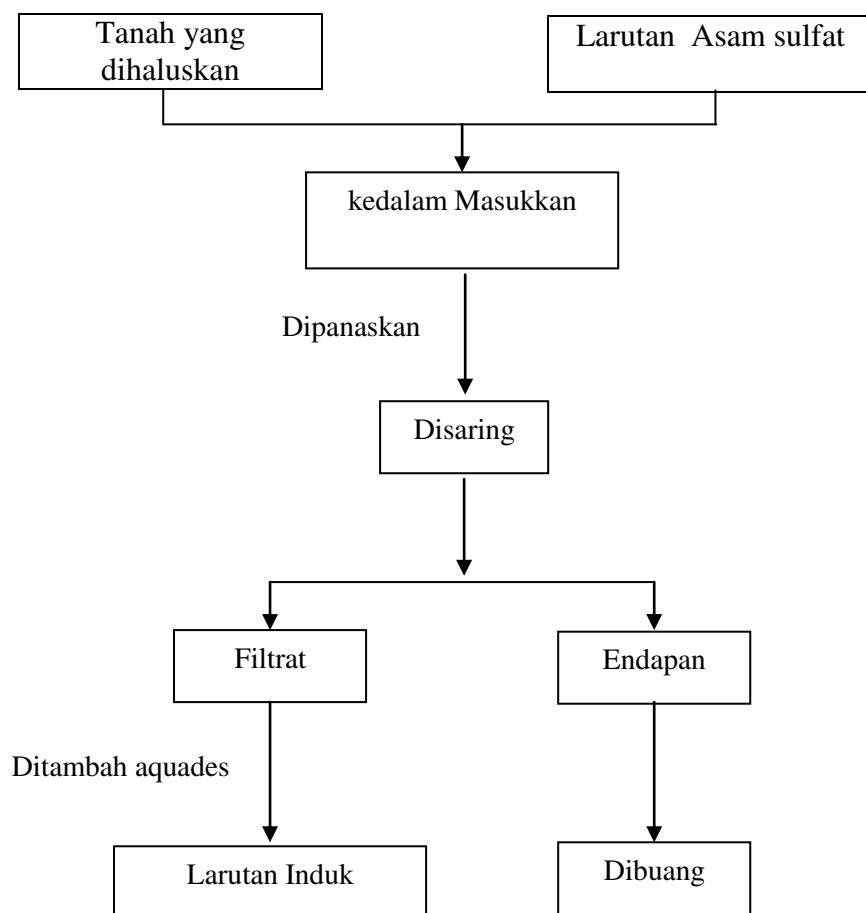 Tanah yang
dihaluskan
Larutan Asam sulfat
kedalam Masukkan
Dipanaskan
Disaring
Filtrat
Endapan
Ditambah aquades
Larutan Induk
Dibuang